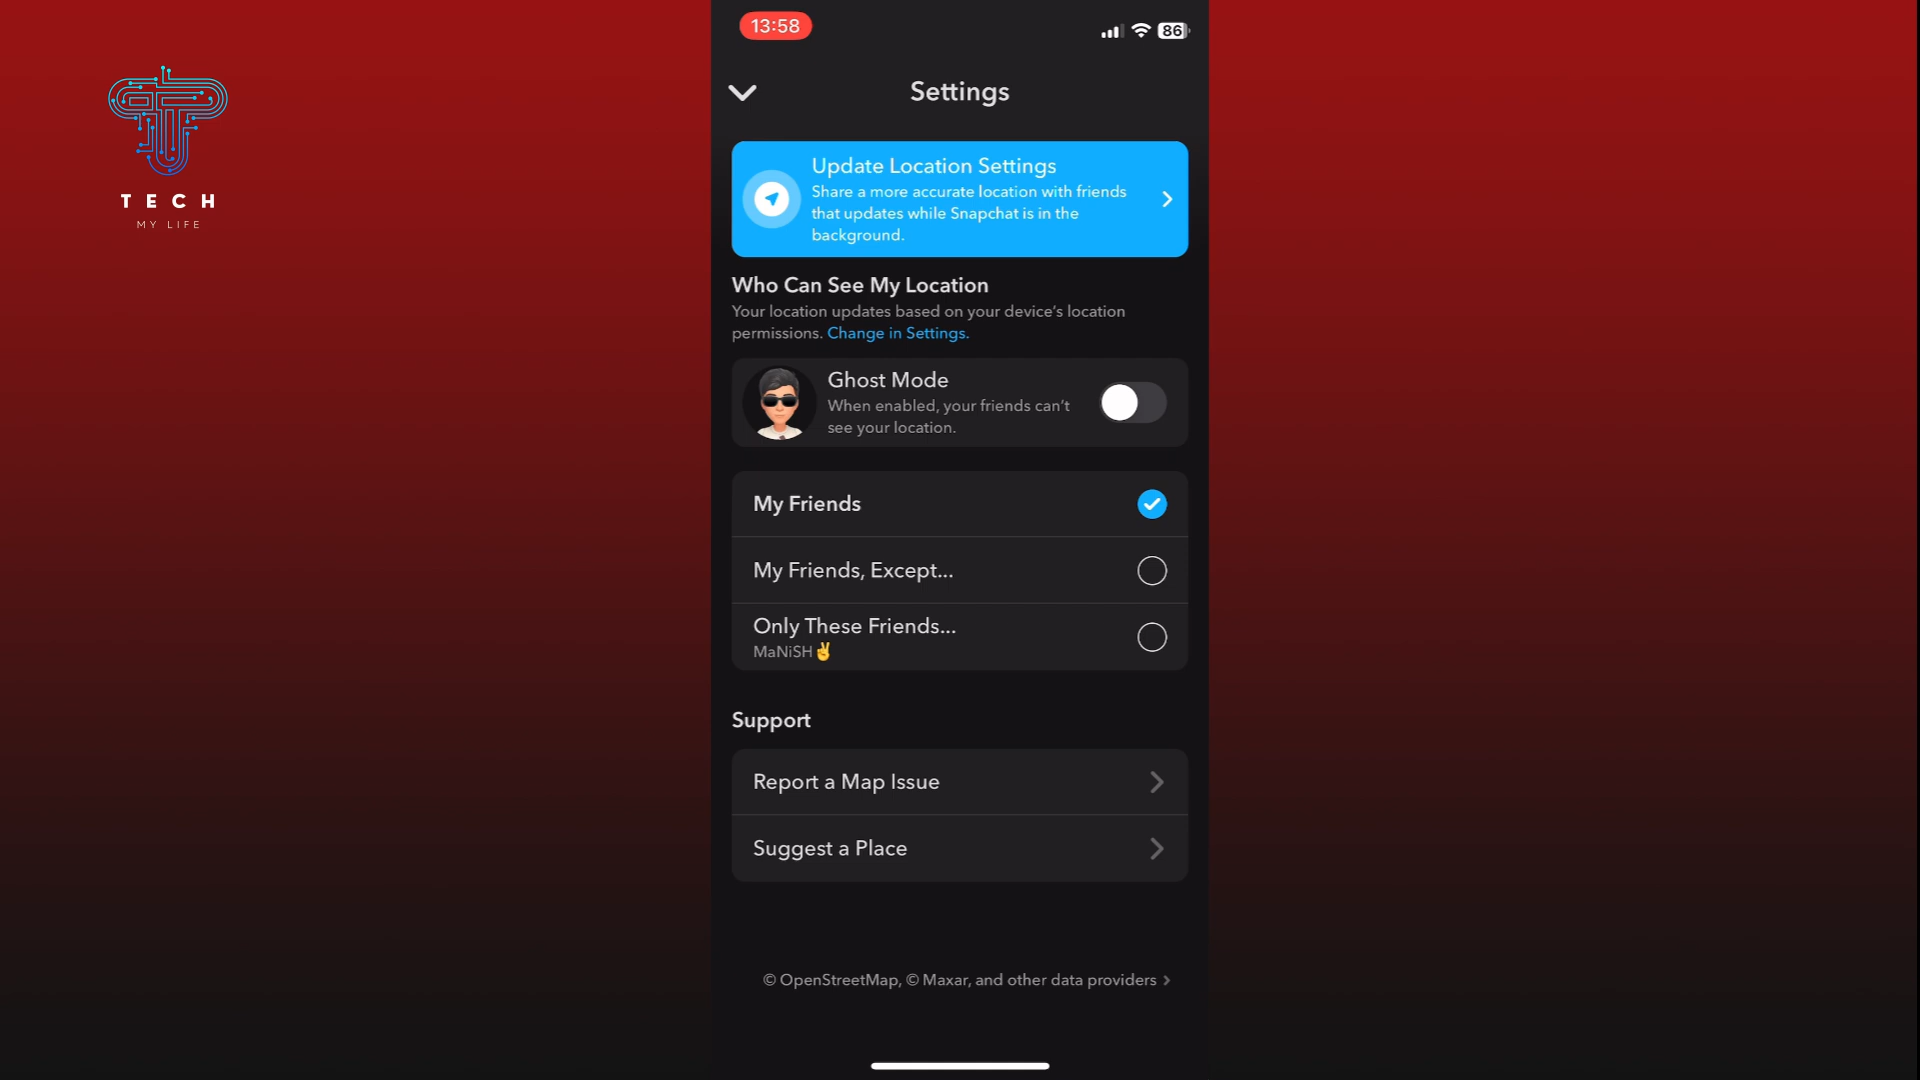 13:58
86
TECH
MY LIFE
Settings
Update Location Settings
Share a more accurate location with friends
that updates while Snapchat is in the
background.
Who Can See My Location
Your location updates based on your device's location
permissions. Change in Settings.
Ghost Mode
When enabled, your friends can't
see your location.
My Friends
My Friends, Except...
Only These Friends...
MaNiSH✌️
Support
Report a Map Issue
Suggest a Place
© OpenStreetMap, © Maxar, and other data providers